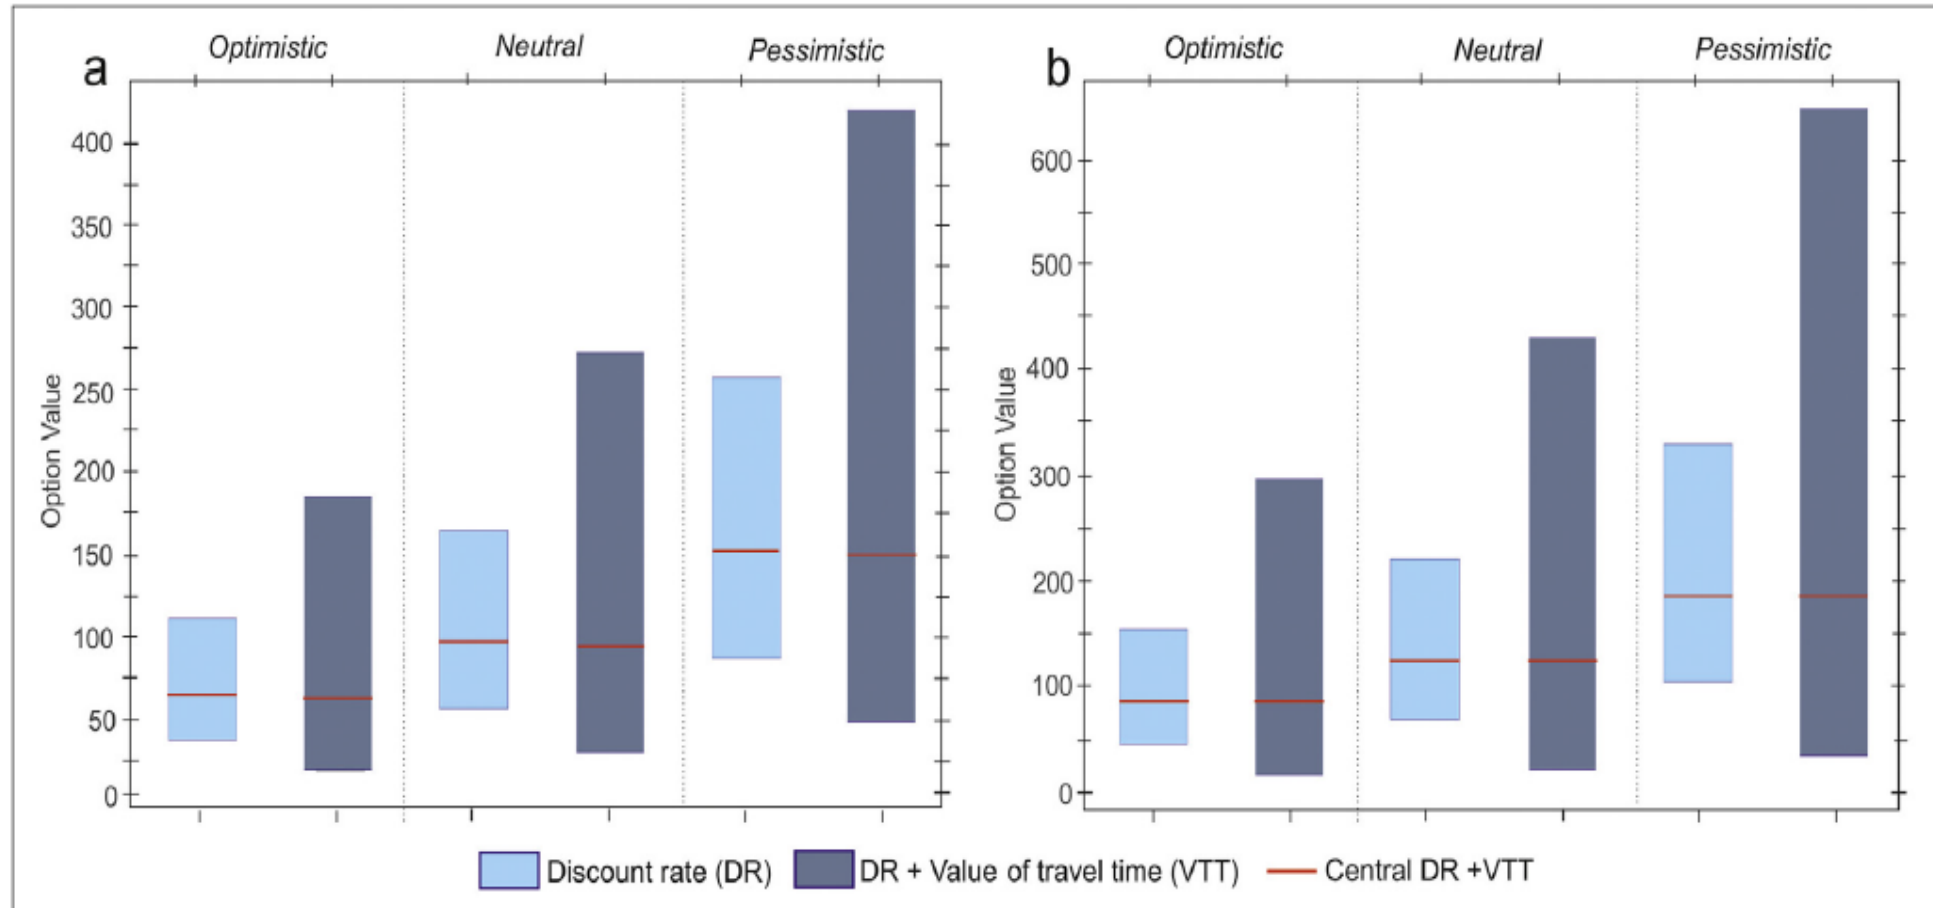 a
Optimistic Neutral Pessimistic
400
350
300
250
200
150
100
50
0
Option Value
b
Optimistic Neutral Pessimistic
600
500
400
300
200
100
0
Option Value
Discount rate (DR) DR + Value of travel time (VTT) Central DR +VTT